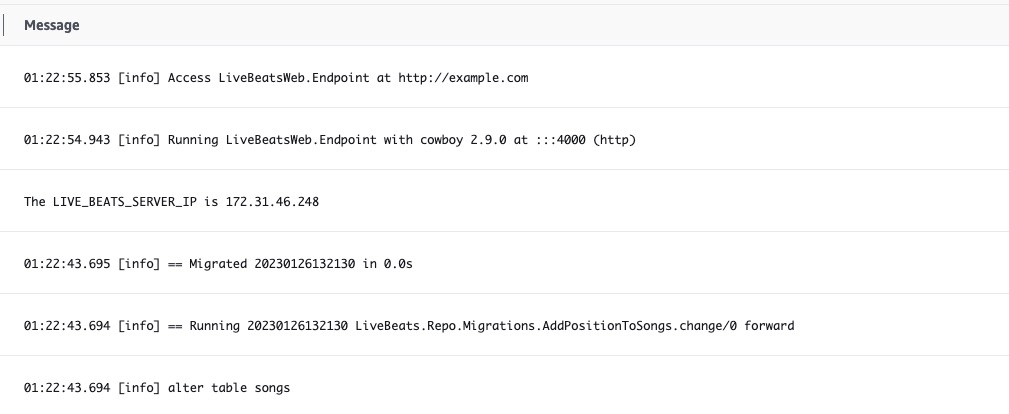 Message
01:22:55.853 [info] Access LiveBeatsWeb.Endpoint at http://example.com
01:22:54.943 [info] Running LiveBeatsWeb.Endpoint with cowboy 2.9.0 at :::4000 (http)
The LIVE_BEATS_SERVER_IP is 172.31.46.248
01:22:43.695 [info] == Migrated 20230126132130 in 0.0s
01:22:43.694 [info] == Running 20230126132130 LiveBeats.Repo.Migrations.AddPositionToSongs.change/0 forward
01:22:43.694 [info] alter table songs